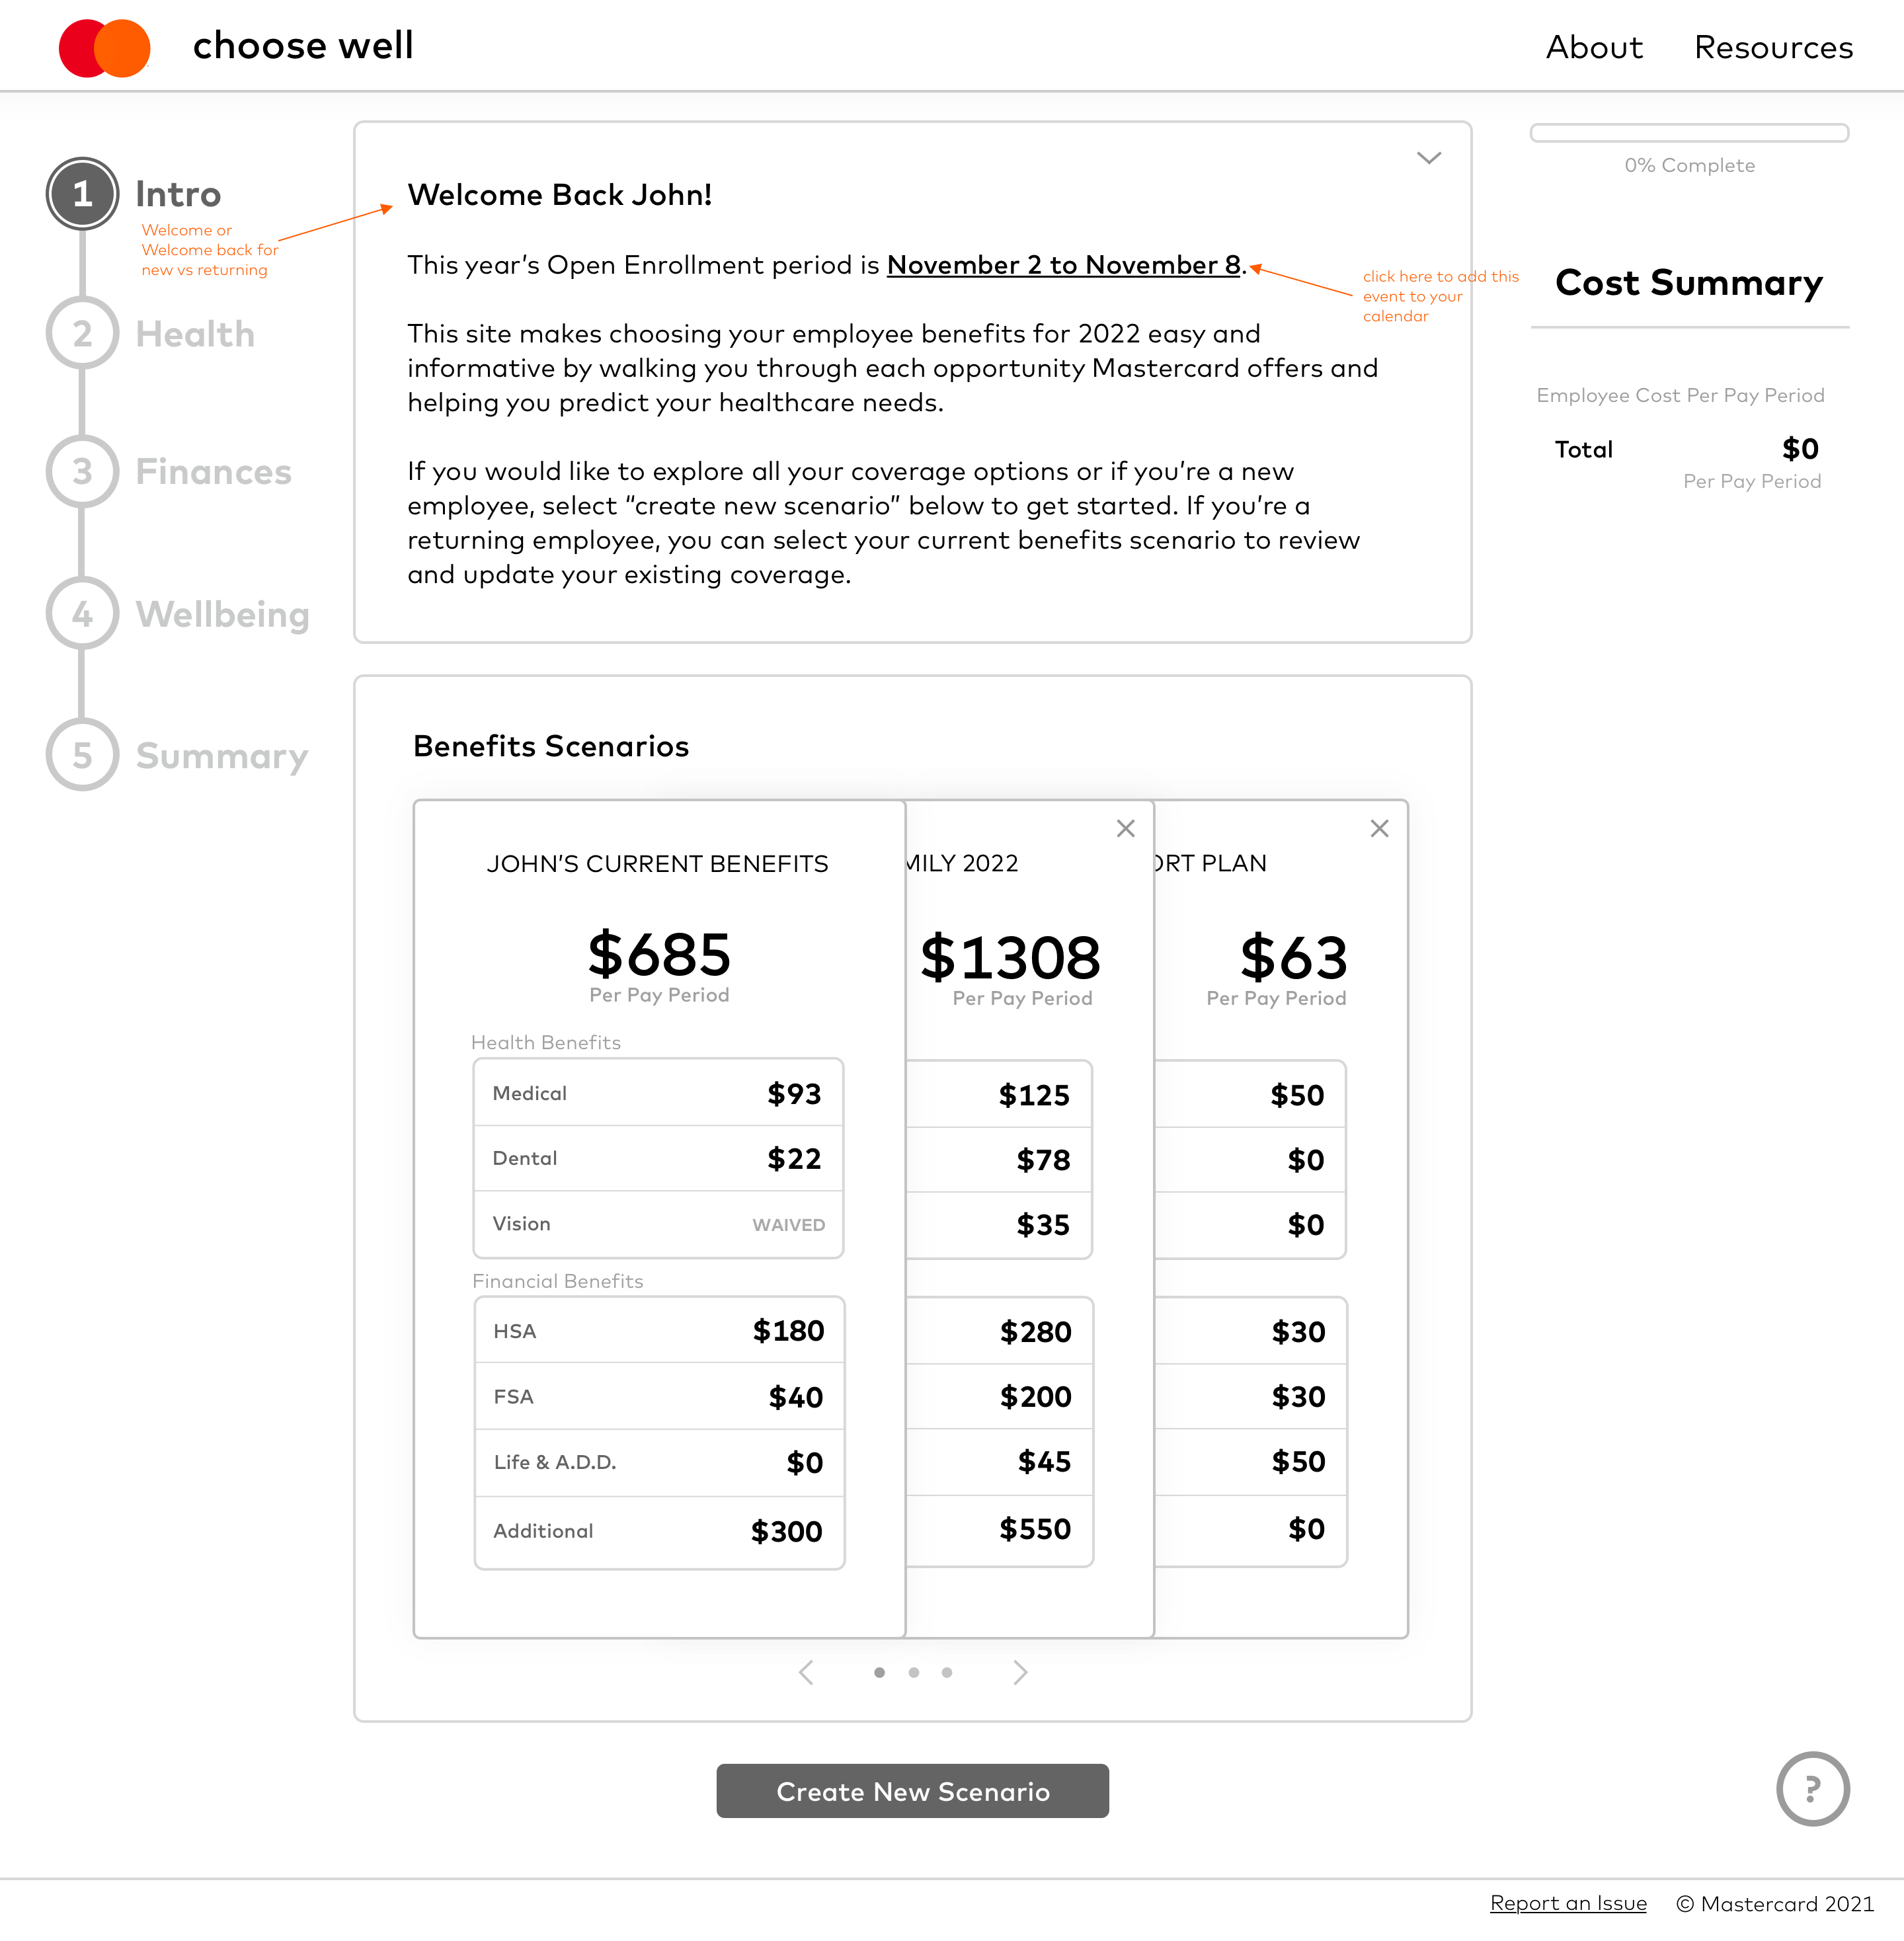 choose well
About Resources
1 Intro
Welcome or
Welcome back for
new vs returning
2 Health
3 Finances
4 Wellbeing
5 Summary
Welcome Back John!
This year’s Open Enrollment period is November 2 to November 8.
click here to add this
event to your
calendar
This site makes choosing your employee benefits for 2022 easy and
informative by walking you through each opportunity Mastercard offers and
helping you predict your healthcare needs.
If you would like to explore all your coverage options or if you’re a new
employee, select “create new scenario” below to get started. If you’re a
returning employee, you can select your current benefits scenario to review
and update your existing coverage.
0% Complete
Cost Summary
Employee Cost Per Pay Period
Total $0
Per Pay Period
Benefits Scenarios
JOHN’S CURRENT BENEFITS
$685
Per Pay Period
Health Benefits
Medical $93
Dental $22
Vision WAIVED
Financial Benefits
HSA $180
FSA $40
Life & A.D.D. $0
Additional $300
MILY 2022
$1308
Per Pay Period
$125
$78
$35
$280
$200
$45
$550
ORT PLAN
$63
Per Pay Period
$50
$0
$0
$30
$30
$50
$0
Create New Scenario
?
Report an Issue © Mastercard 2021